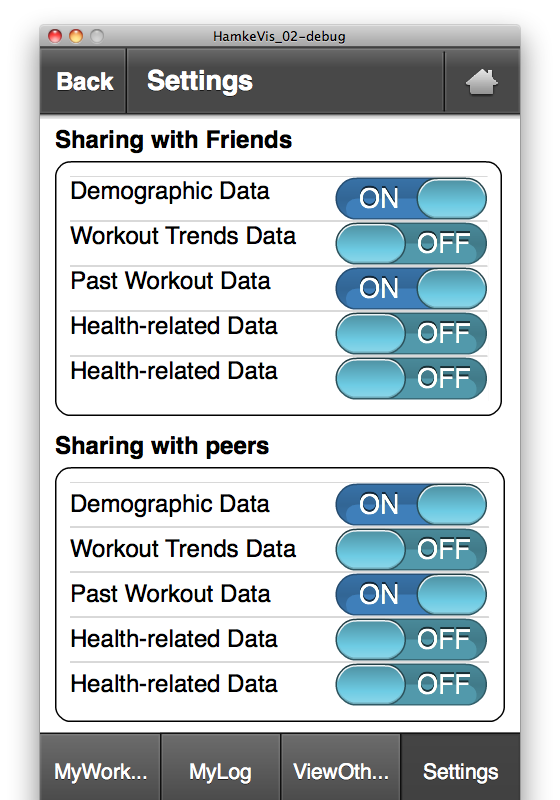 HamkeVis_02-debug
Back Settings
Sharing with Friends
Demographic Data ON
Workout Trends Data OFF
Past Workout Data ON
Health-related Data OFF
Health-related Data OFF
Sharing with peers
Demographic Data ON
Workout Trends Data OFF
Past Workout Data ON
Health-related Data OFF
Health-related Data OFF
MyWork... MyLog ViewOth... Settings